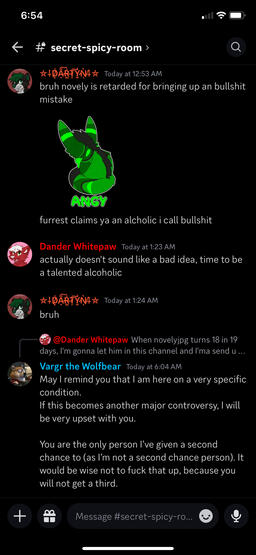 6:54
secret-spicy-room
☆IDARTYN!☆ Today at 12:53 AM
bruh novely is retarded for bringing up an bullshit
mistake
ANGY
furrest claims ya an alcholic i call bullshit
Dander Whitepaw Today at 1:23 AM
actually doesn't sound like a bad idea, time to be
a talented alcoholic
Today at 1:24 AM
bruh
@Dander Whitepaw When novelyjpg turns 18 in 19
days, I'm gonna let him in this channel and I'ma send u ...
Vargr the Wolfbear Today at 6:04 AM
May I remind you that I am here on a very specific
condition.
If this becomes another major controversy, I will
be very upset with you.
You are the only person I've given a second
chance to (as I'm not a second chance person). It
would be wise not to fuck that up, because you
will not get a third.
Message #secret-spicy-ro...